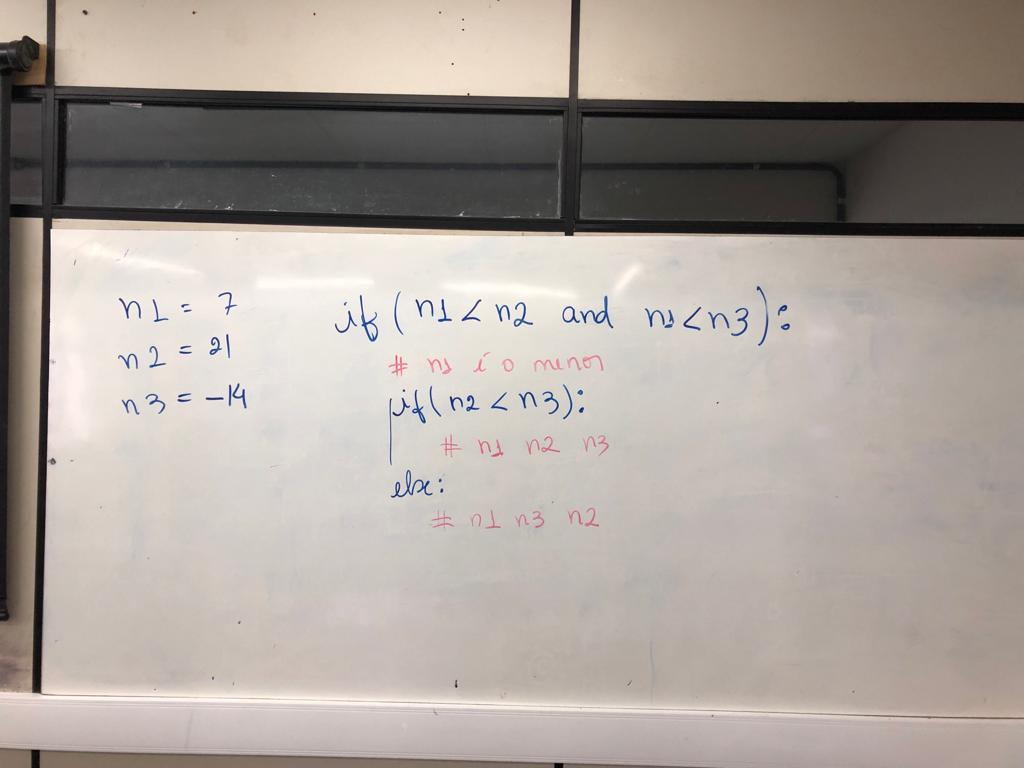 n1 = 7
n2 = 21
n3 = -14
if (n1 < n2 and n1 < n3):
# n1 é o menor
if (n2 < n3):
# n1 n2 n3
else:
# n1 n3 n2